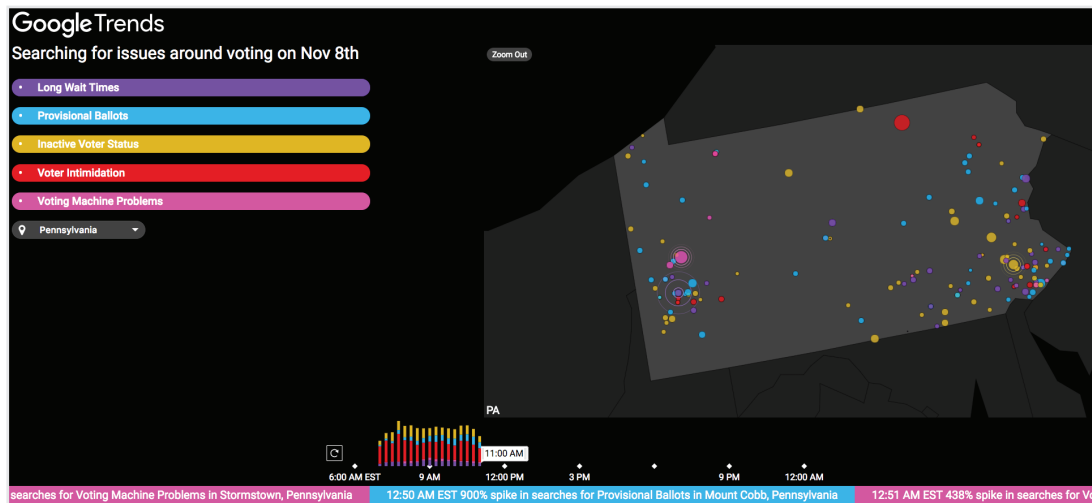 Google Trends
Searching for issues around voting on Nov 8th
Zoom Out
Long Wait Times
Provisional Ballots
Inactive Voter Status
Voter Intimidation
Voting Machine Problems
Pennsylvania
PA
11:00 AM
6:00 AM EST 9 AM 12:00 PM 3 PM 9 PM 12:00 AM
searches for Voting Machine Problems in Stormstown, Pennsylvania 12:50 AM EST 900% spike in searches for Provisional Ballots in Mount Cobb, Pennsylvania 12:51 AM EST 438% spike in searches for